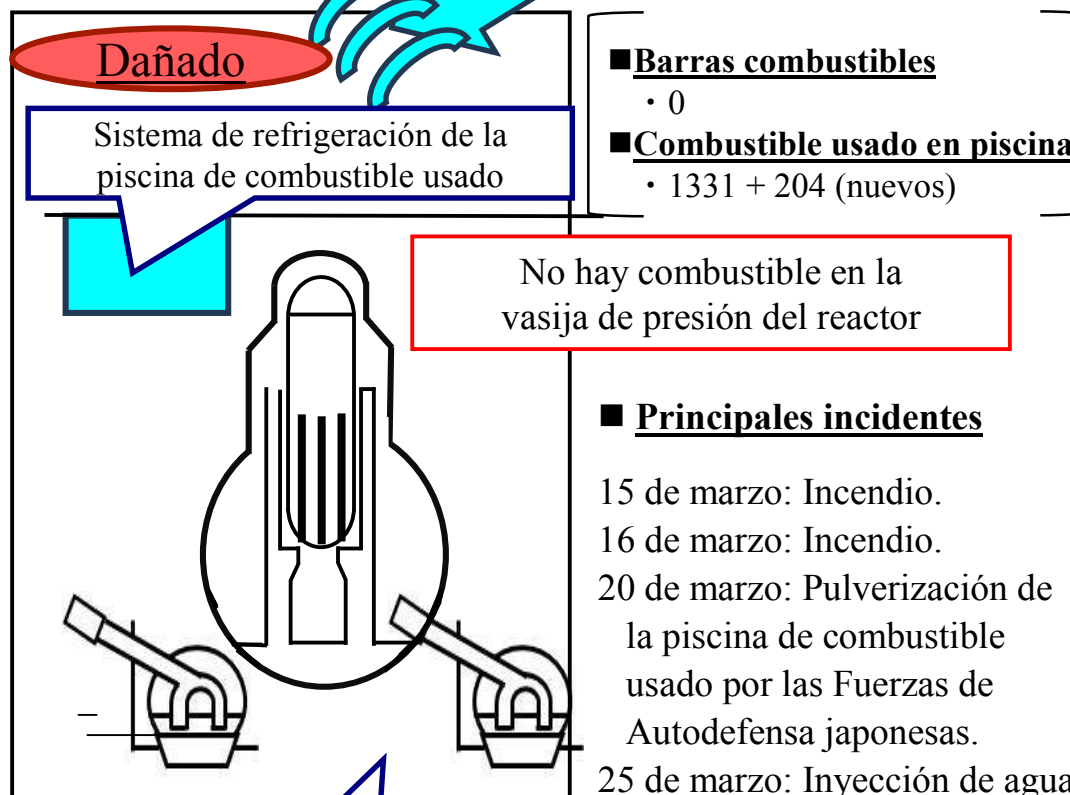 Dañado
Sistema de refrigeración de la
piscina de combustible usado
■Barras combustibles
・0
■Combustible usado en piscina
・1331 + 204 (nuevos)
No hay combustible en la
vasija de presión del reactor
■ Principales incidentes
15 de marzo: Incendio.
16 de marzo: Incendio.
20 de marzo: Pulverización de
la piscina de combustible
usado por las Fuerzas de
Autodefensa japonesas.
25 de marzo: Inyección de agua